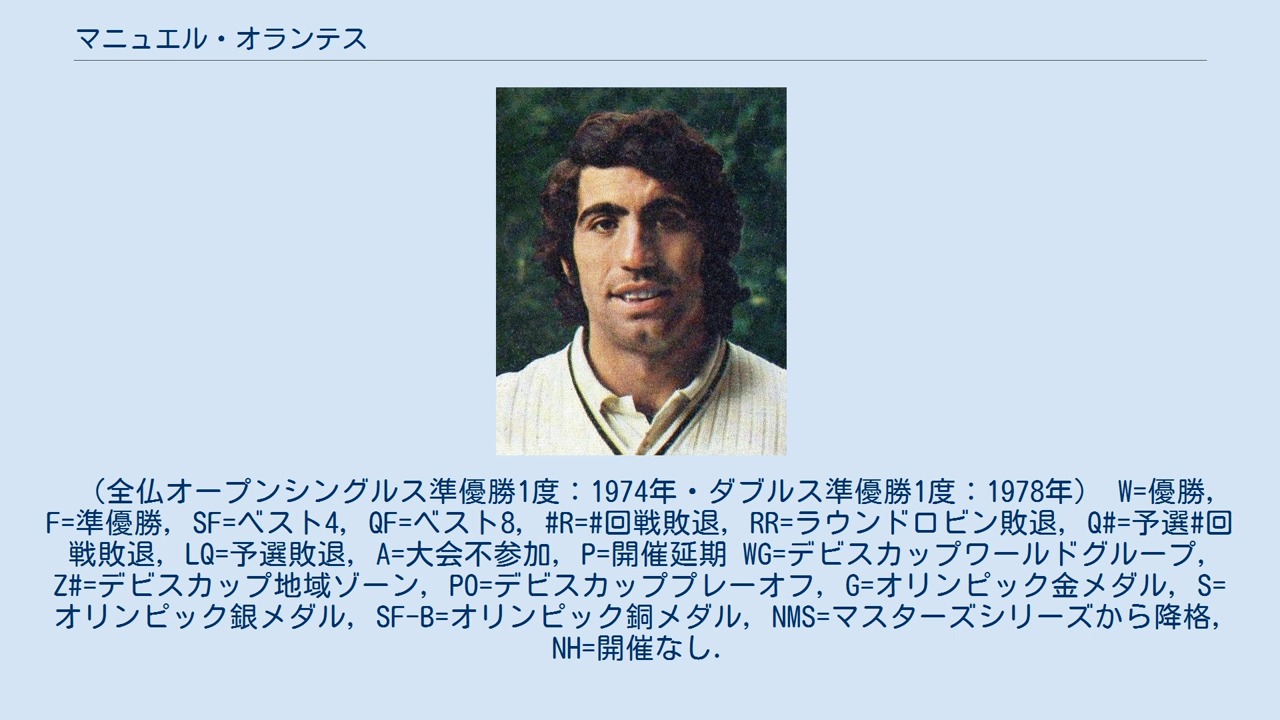 マニュエル・オランテス
（全仏オープンシングルス準優勝1度：1974年・ダブルス準優勝1度：1978年） W=優勝,
F=準優勝, SF=ベスト4, QF=ベスト8, #R=#回戦敗退, RR=ラウンドロビン敗退, Q#=予選#回
戦敗退, LQ=予選敗退, A=大会不参加, P=開催延期 WG=デビスカップワールドグループ,
Z#=デビスカップ地域ゾーン, PO=デビスカッププレーオフ, G=オリンピック金メダル, S=
オリンピック銀メダル, SF-B=オリンピック銅メダル, NMS=マスターズシリーズから降格,
NH=開催なし.